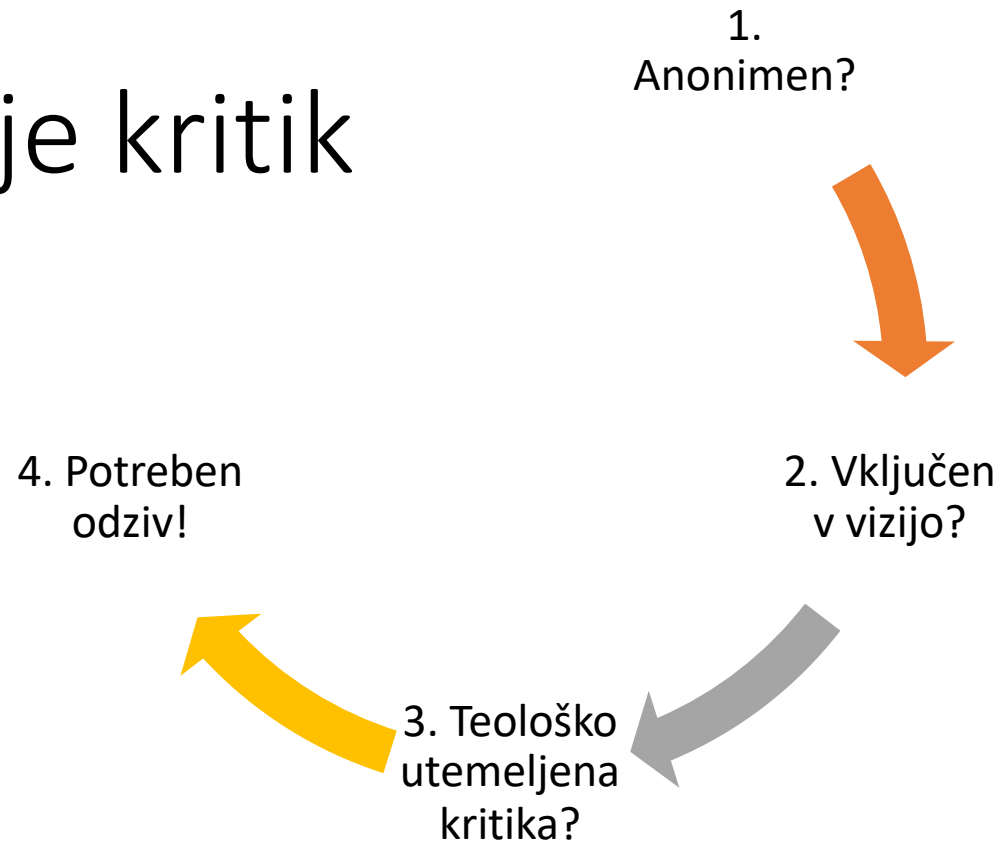 je kritik
1.
Anonimen?
2. Vključen
v vizijo?
3. Teološko
utemeljena
kritika?
4. Potreben
odziv!